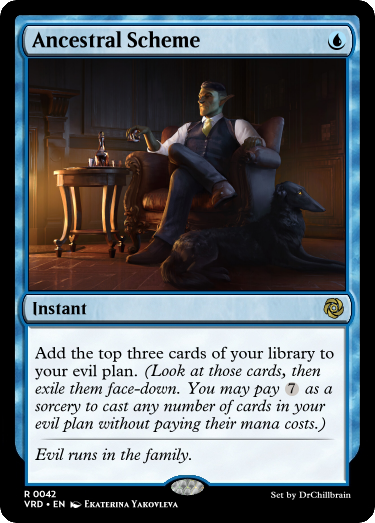 Ancestral Scheme
Instant
Add the top three cards of your library to
your evil plan. (Look at those cards, then
exile them face-down. You may pay 7 as a
sorcery to cast any number of cards in your
evil plan without paying their mana costs.)
Evil runs in the family.
R 0042
VRD • EN Ekaterina Yakovleva
Set by DrChillbrain